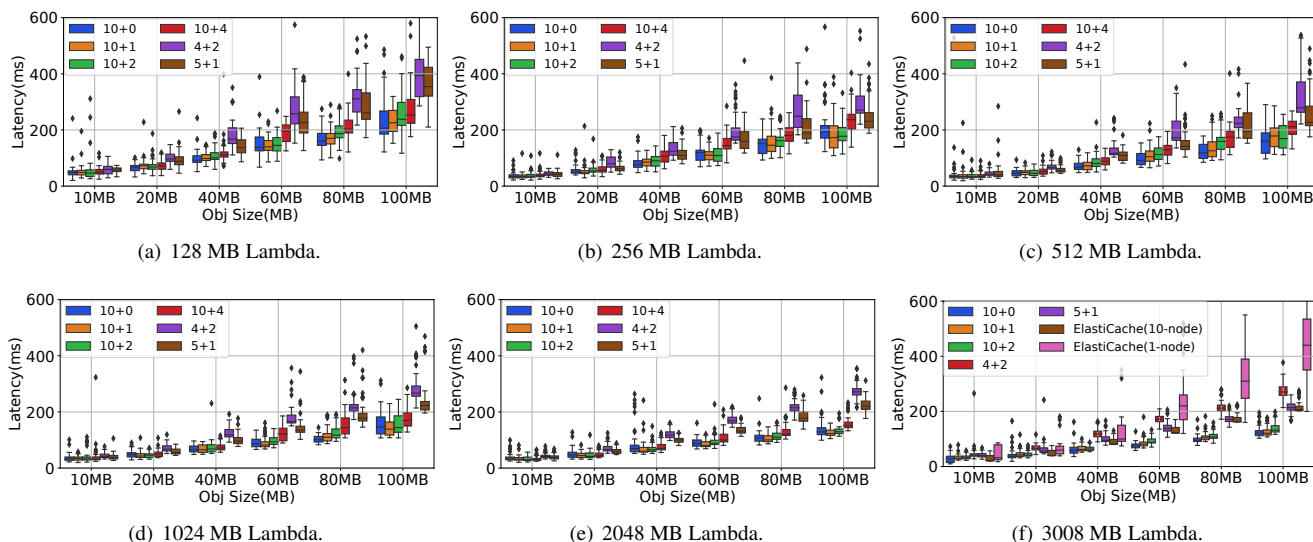 600
400
200
0
Latency(ms)
10+0
10+1
10+2
10+4
4+2
5+1
10MB 20MB 40MB 60MB 80MB 100MB
Obj Size(MB)
(a) 128 MB Lambda.
600
400
200
0
Latency(ms)
10+0
10+1
10+2
10+4
4+2
5+1
10MB 20MB 40MB 60MB 80MB 100MB
Obj Size(MB)
(b) 256 MB Lambda.
600
400
200
0
Latency(ms)
10+0
10+1
10+2
10+4
4+2
5+1
10MB 20MB 40MB 60MB 80MB 100MB
Obj Size(MB)
(c) 512 MB Lambda.
600
400
200
0
Latency(ms)
10+0
10+1
10+2
10+4
4+2
5+1
10MB 20MB 40MB 60MB 80MB 100MB
Obj Size(MB)
(d) 1024 MB Lambda.
600
400
200
0
Latency(ms)
10+0
10+1
10+2
10+4
4+2
5+1
10MB 20MB 40MB 60MB 80MB 100MB
Obj Size(MB)
(e) 2048 MB Lambda.
600
400
200
0
Latency(ms)
10+0
10+1
10+2
4+2
5+1
ElastiCache(10-node)
ElastiCache(1-node)
10MB 20MB 40MB 60MB 80MB 100MB
Obj Size(MB)
(f) 3008 MB Lambda.